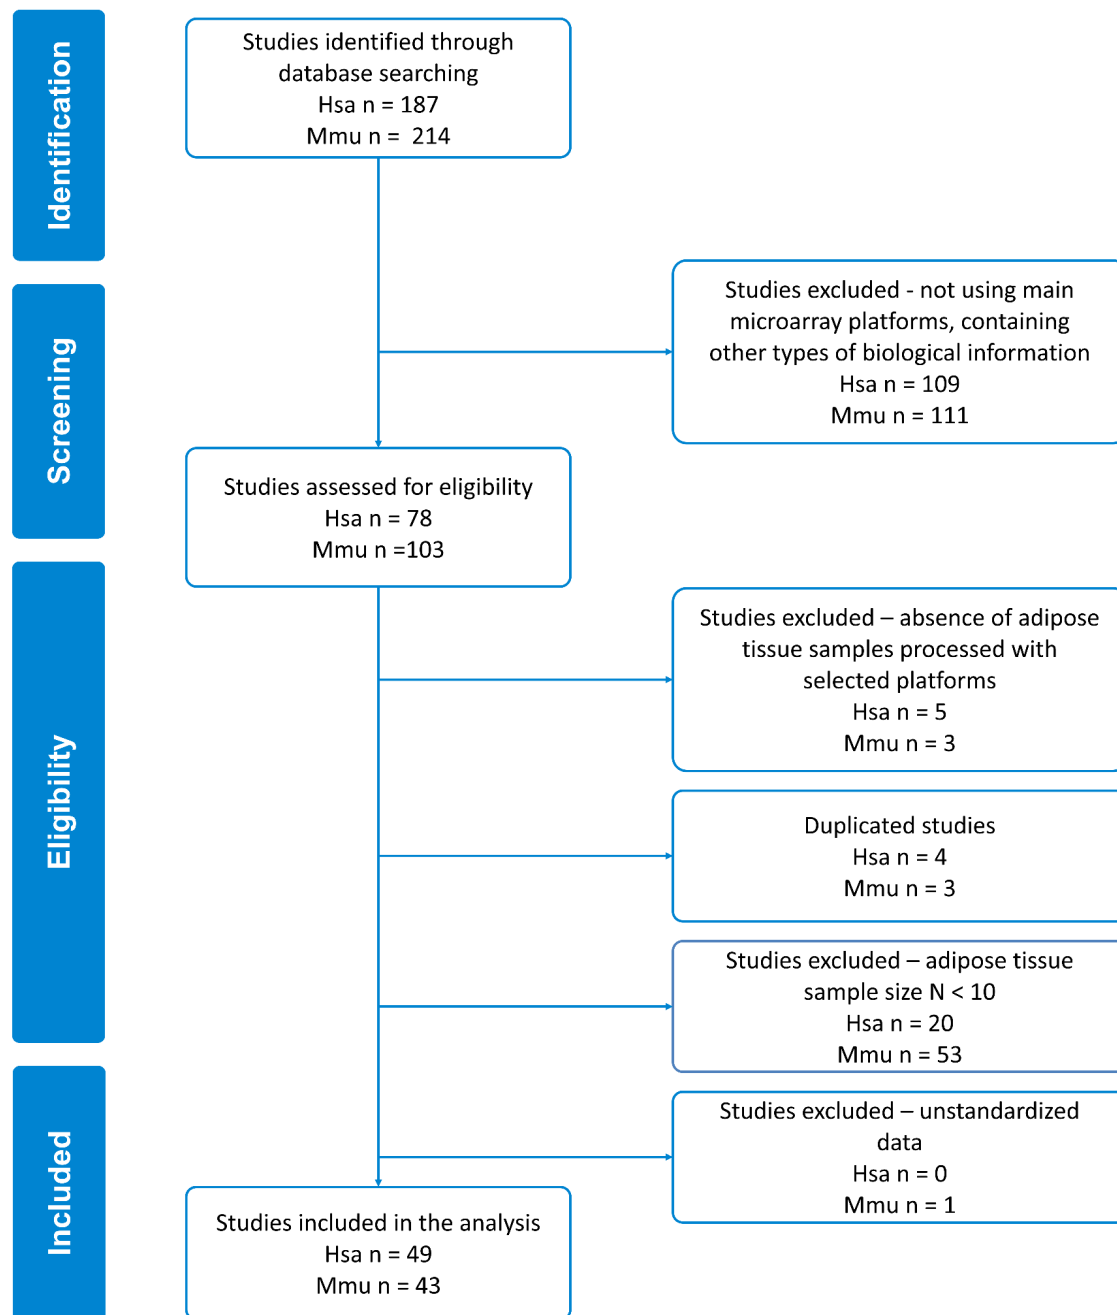 Identification
Studies identified through
database searching
Hsa n = 187
Mmu n = 214
Screening
Studies excluded - not using main
microarray platforms, containing
other types of biological information
Hsa n = 109
Mmu n = 111
Studies assessed for eligibility
Hsa n = 78
Mmu n =103
Eligibility
Studies excluded – absence of adipose
tissue samples processed with
selected platforms
Hsa n = 5
Mmu n = 3
Duplicated studies
Hsa n = 4
Mmu n = 3
Studies excluded – adipose tissue
sample size N < 10
Hsa n = 20
Mmu n = 53
Included
Studies excluded – unstandardized
data
Hsa n = 0
Mmu n = 1
Studies included in the analysis
Hsa n = 49
Mmu n = 43